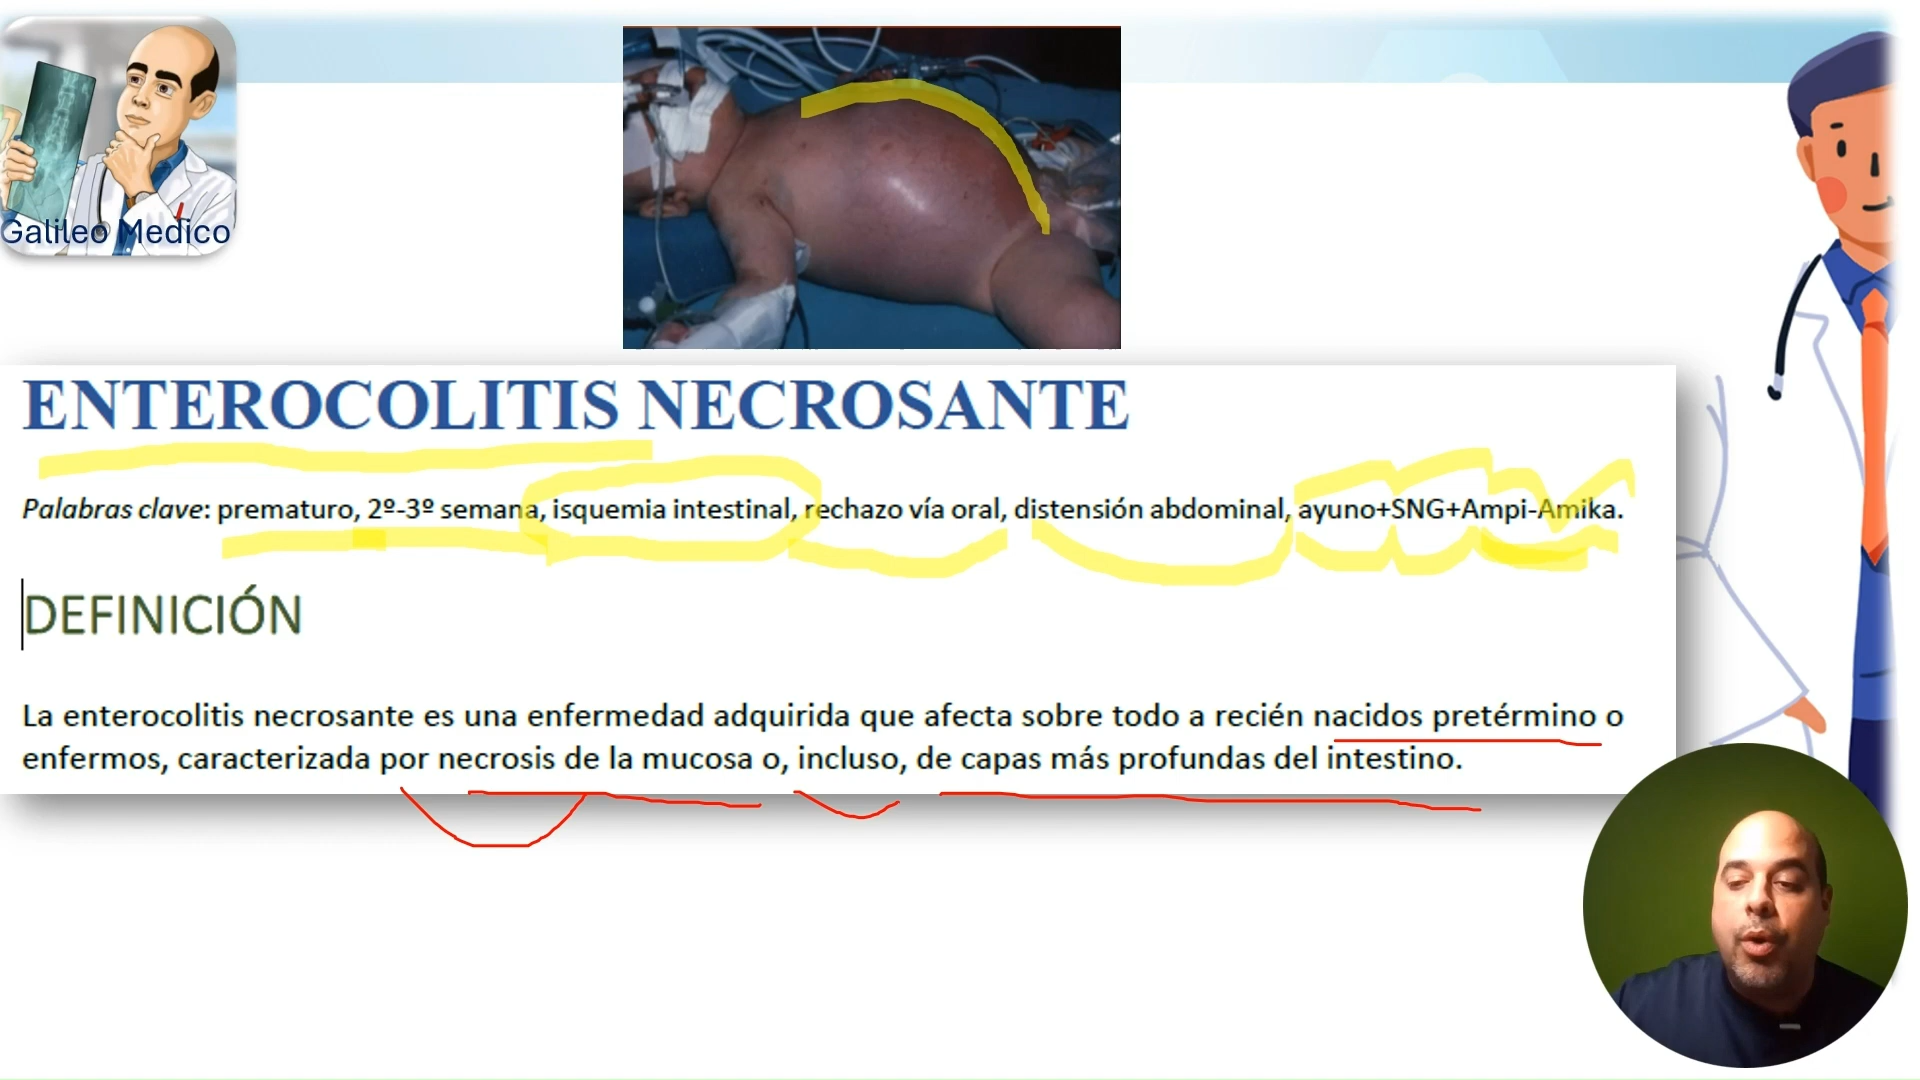 Galileo Medico
ENTEROCOLITIS NECROSANTE
Palabras clave: prematuro, 2º-3º semana, isquemia intestinal, rechazo vía oral, distensión abdominal, ayuno+SNG+Ampi-Amika.
DEFINICIÓN
La enterocolitis necrosante es una enfermedad adquirida que afecta sobre todo a recién nacidos pretérmino o
enfermos, caracterizada por necrosis de la mucosa o, incluso, de capas más profundas del intestino.